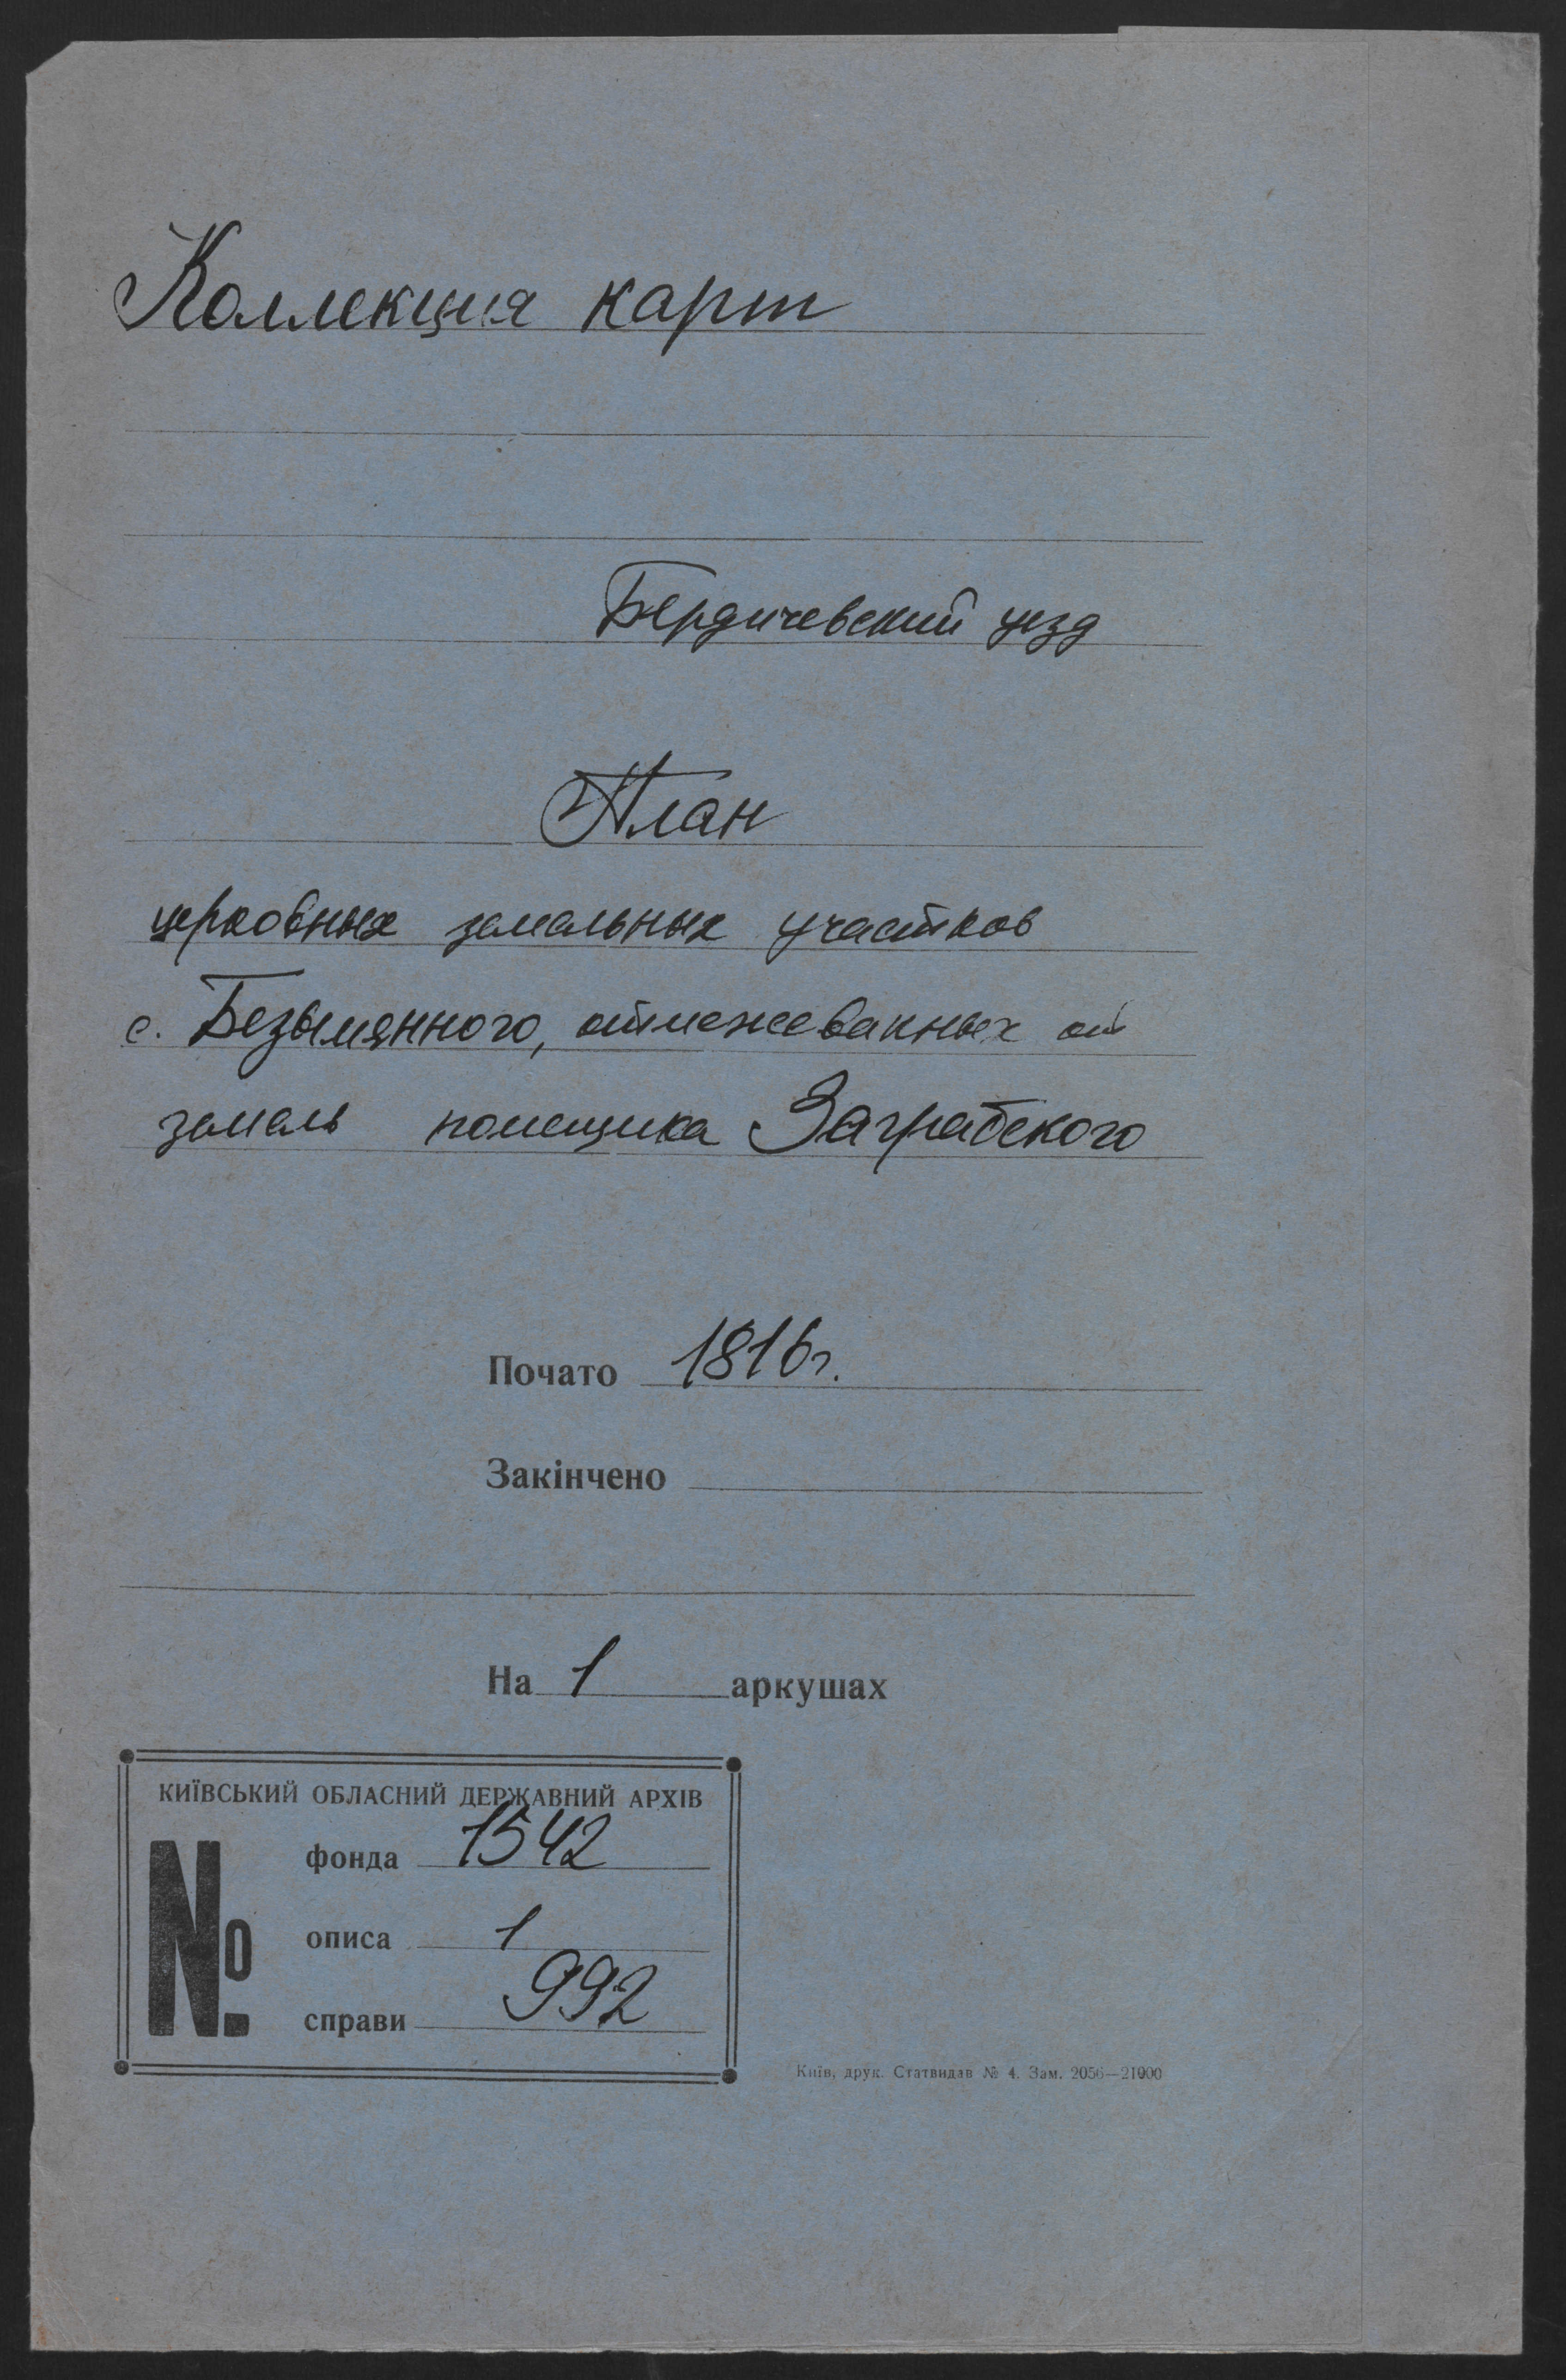 Коллекция карт
Бердичевский уезд
План
церковных земельных участков
с. Безымянного, отмежеванных от
земель помещика Заграбского
Почато 1816г.
Закінчено
На 1 аркушах
КИЇВСЬКИЙ ОБЛАСНИЙ ДЕРЖАВНИЙ АРХІВ
№
фонда 1542
описа 1
справи 992
Київ, друк. Статвидав № 4. Зам. 2056—21000